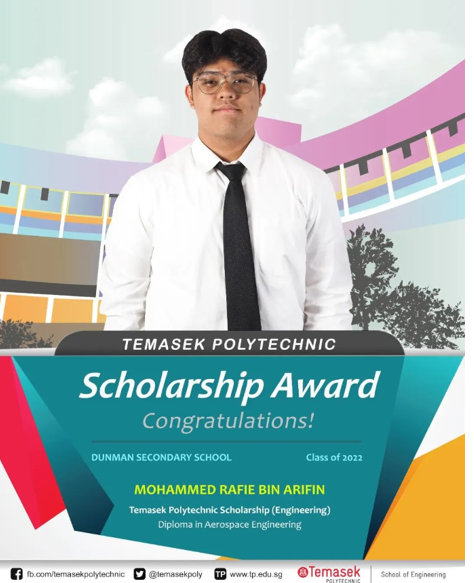 TEMASEK POLYTECHNIC
Scholarship Award
Congratulations!
DUNMAN SECONDARY SCHOOL Class of 2022
MOHAMMED RAFIE BIN ARIFIN
Temasek Polytechnic Scholarship (Engineering)
Diploma in Aerospace Engineering
fb.com/temasekpolytechnic @temasekpoly TP www.tp.edu.sg Temasek POLYTECHNIC School of Engineering